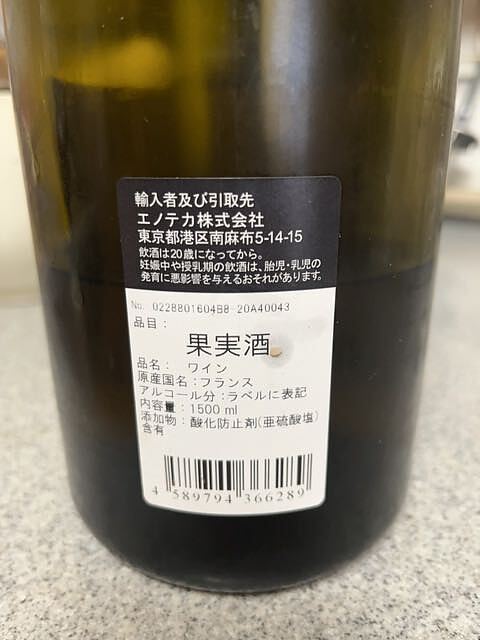 輸入者及び引取先
エノテカ株式会社
東京都港区南麻布5-14-15
飲酒は20歳になってから。
妊娠中や授乳期の飲酒は、胎児・乳児の
発育に悪影響を与えるおそれがあります。
No. 0228801604B8-20A40043
品目：
果実酒
品名： ワイン
原産国名：フランス
アルコール分：ラベルに表記
内容量：1500 ml
添加物：酸化防止剤(亜硫酸塩)
含有
4 589794 366289